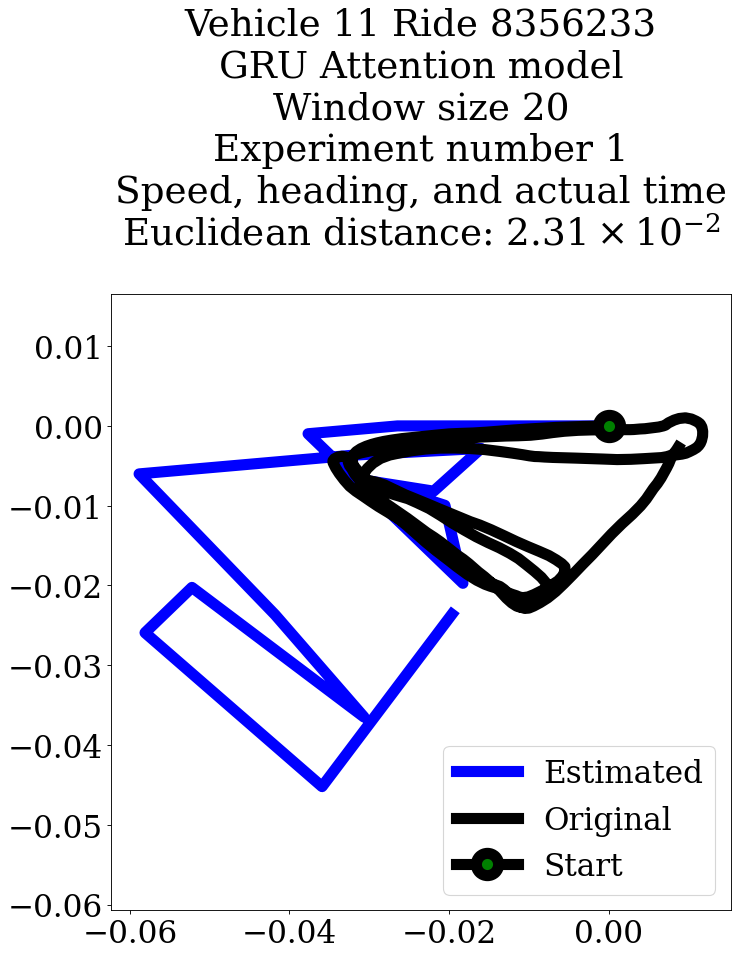 Vehicle 11 Ride 8356233
GRU Attention model
Window size 20
Experiment number 1
Speed, heading, and actual time
Euclidean distance: 2.31 × 10⁻²
0.01
0.00
−0.01
−0.02
−0.03
−0.04
−0.05
−0.06
Estimated
Original
Start
−0.06 −0.04 −0.02 0.00